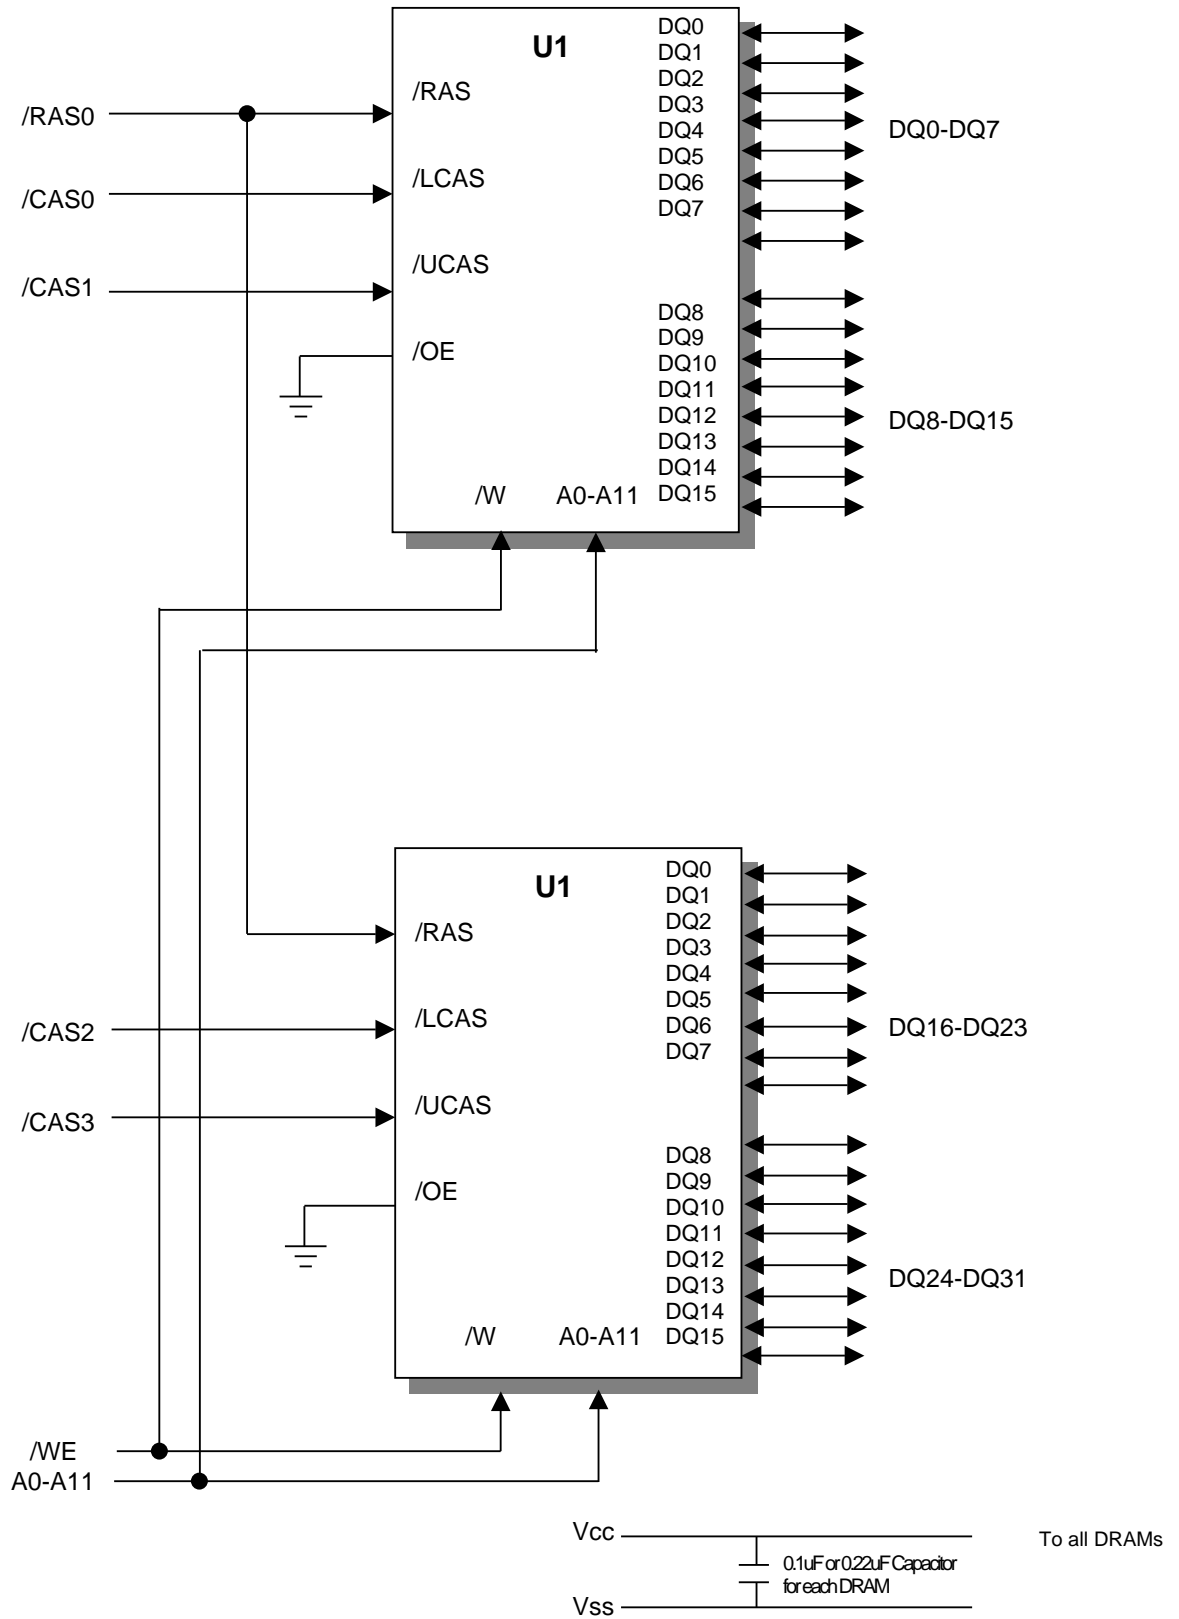 U1
/RAS0
/CAS0
/CAS1
/RAS
/LCAS
/UCAS
/OE
/W
A0-A11
DQ0
DQ1
DQ2
DQ3
DQ4
DQ5
DQ6
DQ7
DQ8
DQ9
DQ10
DQ11
DQ12
DQ13
DQ14
DQ15
DQ0-DQ7
DQ8-DQ15
U1
/CAS2
/CAS3
/RAS
/LCAS
/UCAS
/OE
/W
A0-A11
DQ0
DQ1
DQ2
DQ3
DQ4
DQ5
DQ6
DQ7
DQ8
DQ9
DQ10
DQ11
DQ12
DQ13
DQ14
DQ15
DQ16-DQ23
DQ24-DQ31
/WE
A0-A11
Vcc
To all DRAMs
0.1uF or 0.22uF Capacitor
for each DRAM
Vss